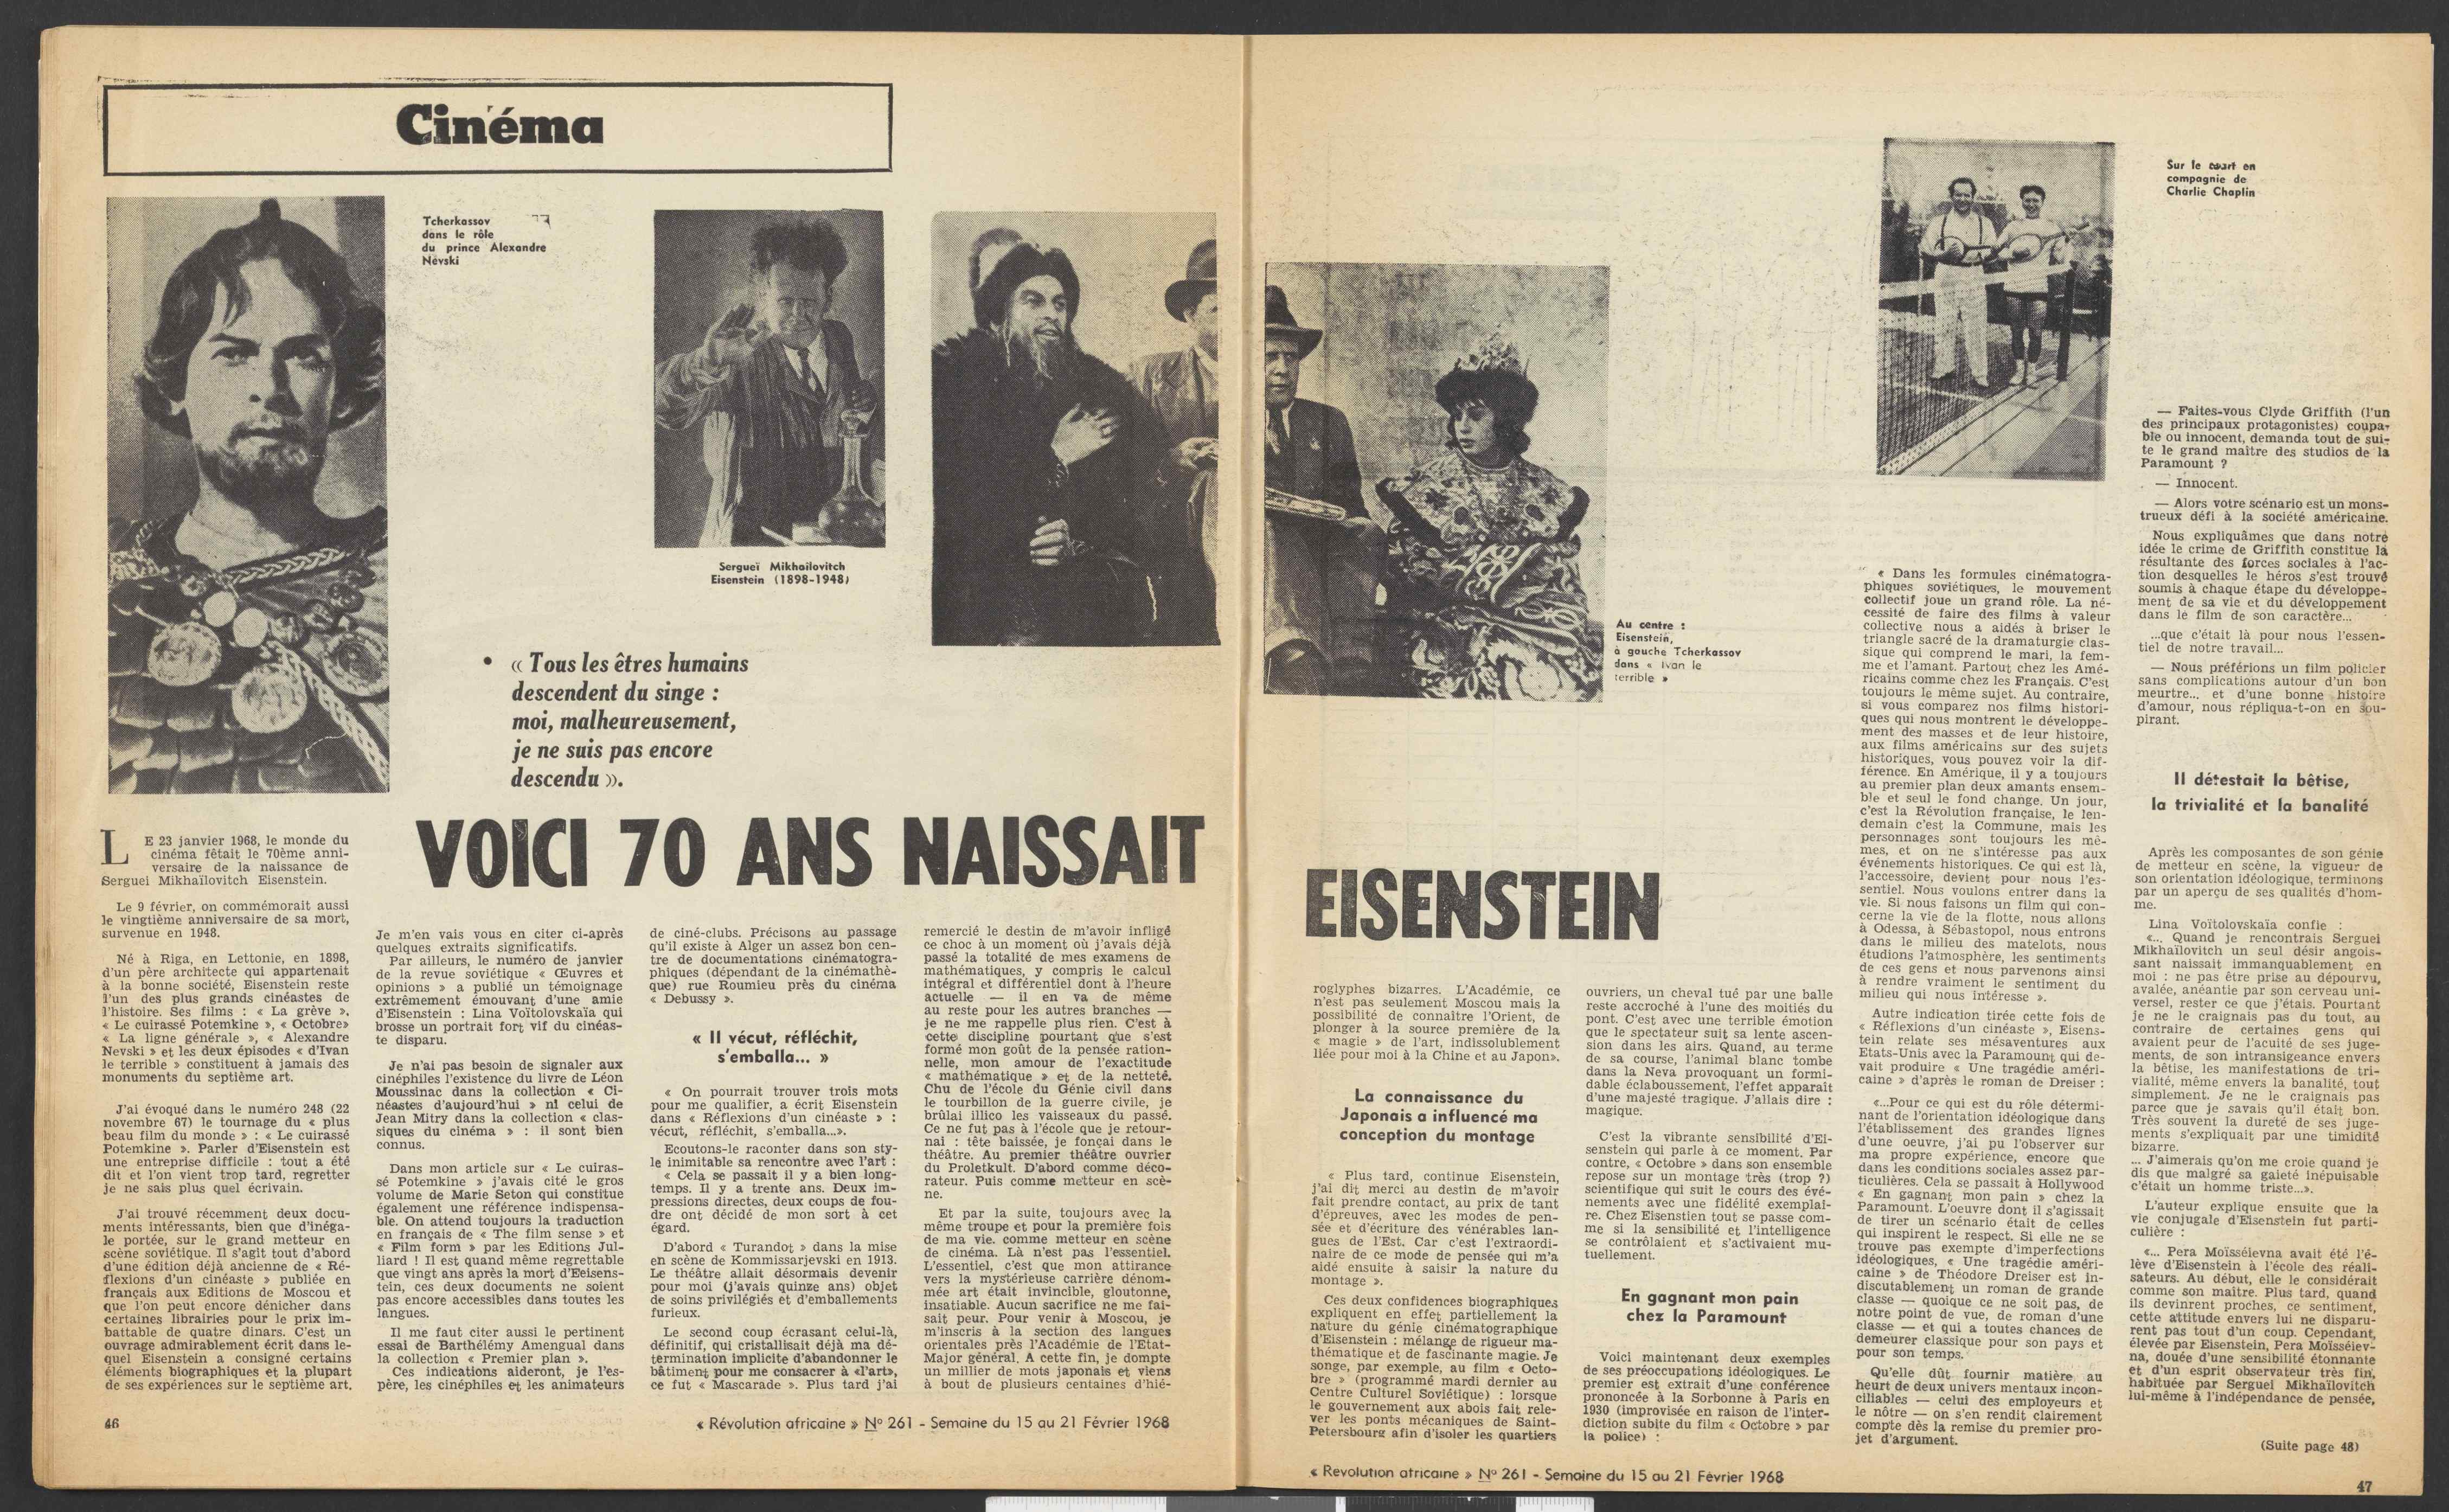 Cinéma
Tcherkassov
dans le rôle
du prince Alexandre
Névski
Sergueï Mikhaïlovitch
Eisenstein (1898-1948)
• « Tous les êtres humains
descendent du singe :
moi, malheureusement,
je ne suis pas encore
descendu ».
VOICI 70 ANS NAISSAIT
LE 23 janvier 1968, le monde du
cinéma fêtait le 70ème anni-
versaire de la naissance de
Serguei Mikhaïlovitch Eisenstein.
Le 9 février, on commémorait aussi
le vingtième anniversaire de sa mort,
survenue en 1948.
Né à Riga, en Lettonie, en 1898,
d'un père architecte qui appartenait
à la bonne société, Eisenstein reste
l'un des plus grands cinéastes de
l'histoire. Ses films : « La grève »,
« Le cuirassé Potemkine », « Octobre»
« La ligne générale », « Alexandre
Nevski » et les deux épisodes « d'Ivan
le terrible » constituent à jamais des
monuments du septième art.
J'ai évoqué dans le numéro 248 (22
novembre 67) le tournage du « plus
beau film du monde » : « Le cuirassé
Potemkine ». Parler d'Eisenstein est
une entreprise difficile : tout a été
dit et l'on vient trop tard, regretter
je ne sais plus quel écrivain.
J'ai trouvé récemment deux docu-
ments intéressants, bien que d'inéga-
le portée, sur le grand metteur en
scène soviétique. Il s'agit tout d'abord
d'une édition déjà ancienne de « Ré-
flexions d'un cinéaste » publiée en
français aux Editions de Moscou et
que l'on peut encore dénicher dans
certaines librairies pour le prix im-
battable de quatre dinars. C'est un
ouvrage admirablement écrit dans le-
quel Eisenstein a consigné certains
éléments biographiques et la plupart
de ses expériences sur le septième art.
Je m'en vais vous en citer ci-après
quelques extraits significatifs.
Par ailleurs, le numéro de janvier
de la revue soviétique « Œuvres et
opinions » a publié un témoignage
extrêmement émouvant d'une amie
d'Eisenstein : Lina Voïtolovskaïa qui
brosse un portrait fort vif du cinéas-
te disparu.
Je n'ai pas besoin de signaler aux
cinéphiles l'existence du livre de Léon
Moussinac dans la collection « Ci-
néastes d'aujourd'hui » ni celui de
Jean Mitry dans la collection « clas-
siques du cinéma » : il sont bien
connus.
Dans mon article sur « Le cuiras-
sé Potemkine » j'avais cité le gros
volume de Marie Seton qui constitue
également une référence indispensa-
ble. On attend toujours la traduction
en français de « The film sense » et
« Film form » par les Editions Jul-
liard ! Il est quand même regrettable
que vingt ans après la mort d'Eeisens-
tein, ces deux documents ne soient
pas encore accessibles dans toutes les
langues.
Il me faut citer aussi le pertinent
essai de Barthélémy Amengual dans
la collection « Premier plan ».
Ces indications aideront, je l'es-
père, les cinéphiles et les animateurs
de ciné-clubs. Précisons au passage
qu'il existe à Alger un assez bon cen-
tre de documentations cinématogra-
phiques (dépendant de la cinémathè-
que) rue Roumieu près du cinéma
« Debussy ».
« Il vécut, réfléchit,
s'emballa... »
« On pourrait trouver trois mots
pour me qualifier, a écrit Eisenstein
dans « Réflexions d'un cinéaste » :
vécut, réfléchit, s'emballa...».
Ecoutons-le raconter dans son sty-
le inimitable sa rencontre avec l'art :
« Cela se passait il y a bien long-
temps. Il y a trente ans. Deux im-
pressions directes, deux coups de fou-
dre ont décidé de mon sort à cet
égard.
D'abord « Turandot » dans la mise
en scène de Kommissarjevski en 1913.
Le théâtre allait désormais devenir
pour moi (j'avais quinze ans) objet
de soins privilégiés et d'emballements
furieux.
Le second coup écrasant celui-là,
définitif, qui cristallisait déjà ma dé-
termination implicite d'abandonner le
bâtiment pour me consacrer à «l'art»,
ce fut « Mascarade ». Plus tard j'ai
remercié le destin de m'avoir infligé
ce choc à un moment où j'avais déjà
passé la totalité de mes examens de
mathématiques, y compris le calcul
intégral et différentiel dont à l'heure
actuelle — il en va de même
au reste pour les autres branches —
je ne me rappelle plus rien. C'est à
cette discipline pourtant que s'est
formé mon goût de la pensée ration-
nelle, mon amour de l'exactitude
« mathématique » et de la netteté.
Chu de l'école du Génie civil dans
le tourbillon de la guerre civile, je
brûlai illico les vaisseaux du passé.
Ce ne fut pas à l'école que je retour-
nai : tête baissée, je fonçai dans le
théâtre. Au premier théâtre ouvrier
du Proletkult. D'abord comme déco-
rateur. Puis comme metteur en scè-
ne.
Et par la suite, toujours avec la
même troupe et pour la première fois
de ma vie. comme metteur en scène
de cinéma. Là n'est pas l'essentiel.
L'essentiel, c'est que mon attirance
vers la mystérieuse carrière dénom-
mée art était invincible, gloutonne,
insatiable. Aucun sacrifice ne me fai-
sait peur. Pour venir à Moscou, je
m'inscris à la section des langues
orientales près l'Académie de l'Etat-
Major général. A cette fin, je dompte
un millier de mots japonais et viens
à bout de plusieurs centaines d'hié-
46
« Révolution africaine » Nº 261 - Semaine du 15 au 21 Février 1968
Sur le court en
compagnie de
Charlie Chaplin
Au centre :
Eisenstein,
à gauche Tcherkassov
dans « Ivan le
terrible »
EISENSTEIN
roglyphes bizarres. L'Académie, ce
n'est pas seulement Moscou mais la
possibilité de connaître l'Orient, de
plonger à la source première de la
« magie » de l'art, indissolublement
liée pour moi à la Chine et au Japon».
La connaissance du
Japonais a influencé ma
conception du montage
« Plus tard, continue Eisenstein,
j'ai dit merci au destin de m'avoir
fait prendre contact, au prix de tant
d'épreuves, avec les modes de pen-
sée et d'écriture des vénérables lan-
gues de l'Est. Car c'est l'extraordi-
naire de ce mode de pensée qui m'a
aidé ensuite à saisir la nature du
montage ».
Ces deux confidences biographiques
expliquent en effet partiellement la
nature du génie cinématographique
d'Eisenstein : mélange de rigueur ma-
thématique et de fascinante magie. Je
songe, par exemple, au film « Octo-
bre » (programmé mardi dernier au
Centre Culturel Soviétique) : lorsque
le gouvernement aux abois fait rele-
ver les ponts mécaniques de Saint-
Petersbourg afin d'isoler les quartiers
ouvriers, un cheval tué par une balle
reste accroché à l'une des moitiés du
pont. C'est avec une terrible émotion
que le spectateur suit sa lente ascen-
sion dans les airs. Quand, au terme
de sa course, l'animal blanc tombe
dans la Neva provoquant un formi-
dable éclaboussement, l'effet apparaît
d'une majesté tragique. J'allais dire :
magique.
C'est la vibrante sensibilité d'Ei-
senstein qui parle à ce moment. Par
contre, « Octobre » dans son ensemble
repose sur un montage très (trop ?)
scientifique qui suit le cours des évé-
nements avec une fidélité exemplai-
re. Chez Eisenstien tout se passe com-
me si la sensibilité et l'intelligence
se contrôlaient et s'activaient mu-
tuellement.
En gagnant mon pain
chez la Paramount
Voici maintenant deux exemples
de ses préoccupations idéologiques. Le
premier est extrait d'une conférence
prononcée à la Sorbonne à Paris en
1930 (improvisée en raison de l'inter-
diction subite du film « Octobre » par
la police) :
« Dans les formules cinématogra-
phiques soviétiques, le mouvement
collectif joue un grand rôle. La né-
cessité de faire des films à valeur
collective nous a aidés à briser le
triangle sacré de la dramaturgie clas-
sique qui comprend le mari, la fem-
me et l'amant. Partout chez les Amé-
ricains comme chez les Français. C'est
toujours le même sujet. Au contraire,
si vous comparez nos films histori-
ques qui nous montrent le développe-
ment des masses et de leur histoire,
aux films américains sur des sujets
historiques, vous pouvez voir la dif-
férence. En Amérique, il y a toujours
au premier plan deux amants ensem-
ble et seul le fond change. Un jour,
c'est la Révolution française, le len-
demain c'est la Commune, mais les
personnages sont toujours les mê-
mes, et on ne s'intéresse pas aux
événements historiques. Ce qui est là,
l'accessoire, devient pour nous l'es-
sentiel. Nous voulons entrer dans la
vie. Si nous faisons un film qui con-
cerne la vie de la flotte, nous allons
à Odessa, à Sébastopol, nous entrons
dans le milieu des matelots, nous
étudions l'atmosphère, les sentiments
de ces gens et nous parvenons ainsi
à rendre vraiment le sentiment du
milieu qui nous intéresse ».
Autre indication tirée cette fois de
« Réflexions d'un cinéaste », Eisens-
tein relate ses mésaventures aux
Etats-Unis avec la Paramount qui de-
vait produire « Une tragédie améri-
caine » d'après le roman de Dreiser :
«...Pour ce qui est du rôle détermi-
nant de l'orientation idéologique dans
l'établissement des grandes lignes
d'une oeuvre, j'ai pu l'observer sur
ma propre expérience, encore que
dans les conditions sociales assez par-
ticulières. Cela se passait à Hollywood
« En gagnant mon pain » chez la
Paramount. L'oeuvre dont il s'agissait
de tirer un scénario était de celles
qui inspirent le respect. Si elle ne se
trouve pas exempte d'imperfections
idéologiques, « Une tragédie améri-
caine » de Théodore Dreiser est in-
discutablement un roman de grande
classe — quoique ce ne soit pas, de
notre point de vue, de roman d'une
classe — et qui a toutes chances de
demeurer classique pour son pays et
pour son temps.
Qu'elle dût fournir matière au
heurt de deux univers mentaux incon-
ciliables — celui des employeurs et
le nôtre — on s'en rendit clairement
compte dès la remise du premier pro-
jet d'argument.
— Faites-vous Clyde Griffith (l'un
des principaux protagonistes) coupa-
ble ou innocent, demanda tout de sui-
te le grand maître des studios de la
Paramount ?
— Innocent.
— Alors votre scénario est un mons-
trueux défi à la société américaine.
Nous expliquâmes que dans notre
idée le crime de Griffith constitue la
résultante des forces sociales à l'ac-
tion desquelles le héros s'est trouvé
soumis à chaque étape du développe-
ment de sa vie et du développement
dans le film de son caractère...
...que c'était là pour nous l'essen-
tiel de notre travail...
— Nous préférions un film policier
sans complications autour d'un bon
meurtre... et d'une bonne histoire
d'amour, nous répliqua-t-on en sou-
pirant.
Il détestait la bêtise,
la trivialité et la banalité
Après les composantes de son génie
de metteur en scène, la vigueur de
son orientation idéologique, terminons
par un aperçu de ses qualités d'hom-
me.
Lina Voïtolovskaïa confie :
«... Quand je rencontrais Serguei
Mikhaïlovitch un seul désir angois-
sant naissait immanquablement en
moi : ne pas être prise au dépourvu,
avalée, anéantie par son cerveau uni-
versel, rester ce que j'étais. Pourtant
je ne le craignais pas du tout, au
contraire de certaines gens qui
avaient peur de l'acuité de ses juge-
ments, de son intransigeance envers
la bêtise, les manifestations de tri-
vialité, même envers la banalité, tout
simplement. Je ne le craignais pas
parce que je savais qu'il était bon.
Très souvent la dureté de ses juge-
ments s'expliquait par une timidité
bizarre.
... J'aimerais qu'on me croie quand je
dis que malgré sa gaieté inépuisable
c'était un homme triste...».
L'auteur explique ensuite que la
vie conjugale d'Eisenstein fut parti-
culière :
«... Pera Moïsséievna avait été l'é-
lève d'Eisenstein à l'école des réali-
sateurs. Au début, elle le considérait
comme son maître. Plus tard, quand
ils devinrent proches, ce sentiment,
cette attitude envers lui ne disparu-
rent pas tout d'un coup. Cependant,
élevée par Eisenstein, Pera Moïsséiev-
na, douée d'une sensibilité étonnante
et d'un esprit observateur très fin,
habituée par Serguei Mikhaïlovitch
lui-même à l'indépendance de pensée,
(Suite page 48)
« Revolution africaine » Nº 261 - Semaine du 15 au 21 Février 1968
47